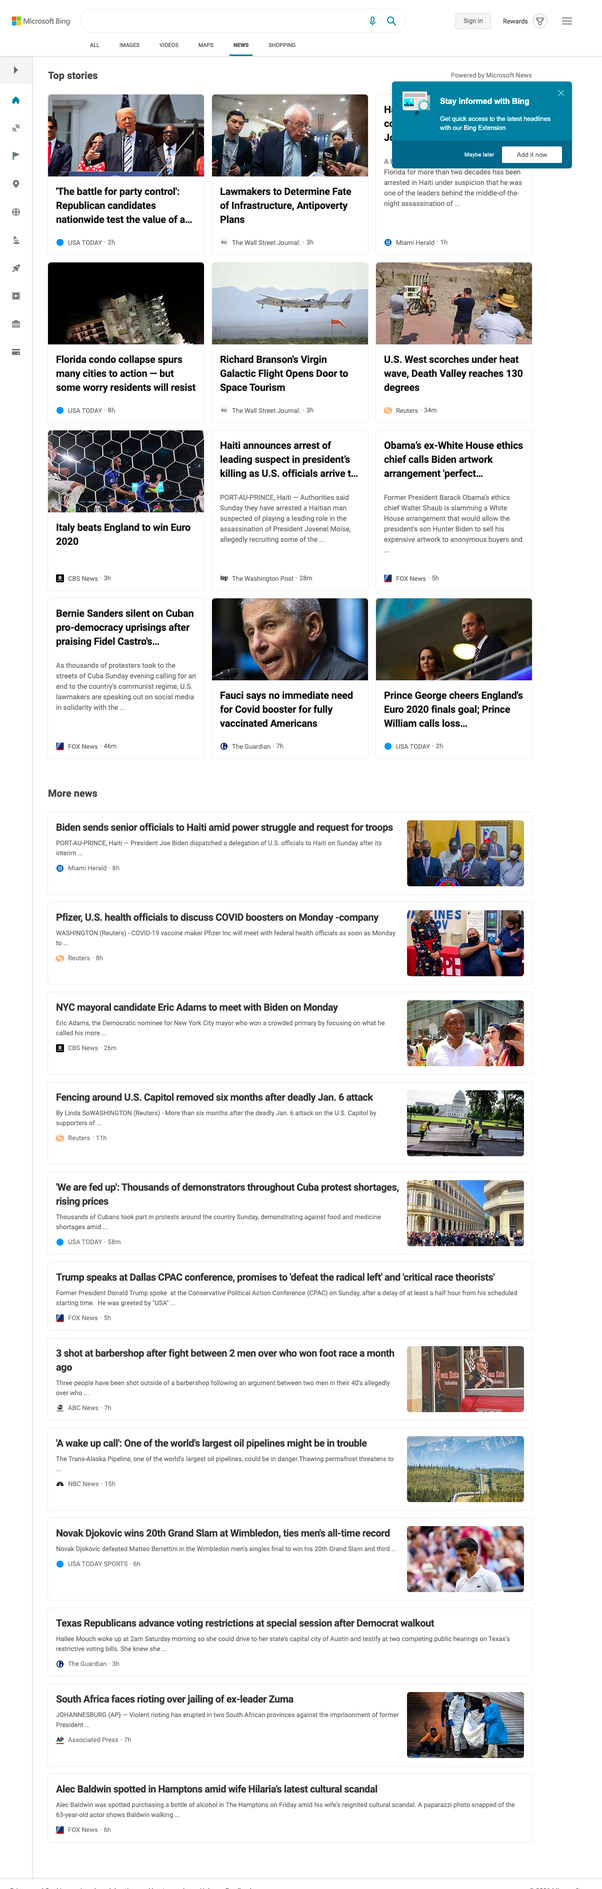 Microsoft Bing
Sign in
Rewards
ALL
IMAGES
VIDEOS
MAPS
NEWS
SHOPPING
Top stories
Powered by Microsoft News
Stay informed with Bing
Get quick access to the latest headlines
with our Bing Extension
Maybe later
Add it now
'The battle for party control':
Republican candidates
nationwide test the value of a...
USA TODAY · 2h
Lawmakers to Determine Fate
of Infrastructure, Antipoverty
Plans
The Wall Street Journal. · 3h
Florida for more than two decades has been
arrested in Haiti under suspicion that he was
one of the leaders behind the middle-of-the-
night assassination of ...
Miami Herald · 1h
Florida condo collapse spurs
many cities to action — but
some worry residents will resist
USA TODAY · 8h
Richard Branson's Virgin
Galactic Flight Opens Door to
Space Tourism
The Wall Street Journal. · 3h
U.S. West scorches under heat
wave, Death Valley reaches 130
degrees
Reuters · 34m
Italy beats England to win Euro
2020
CBS News · 3h
Haiti announces arrest of
leading suspect in president's
killing as U.S. officials arrive t...
PORT-AU-PRINCE, Haiti — Authorities said
Sunday they have arrested a Haitian man
suspected of playing a leading role in the
assassination of President Jovenel Moïse,
allegedly recruiting some of the ...
The Washington Post · 28m
Obama's ex-White House ethics
chief calls Biden artwork
arrangement 'perfect...
Former President Barack Obama's ethics
chief Walter Shaub is slamming a White
House arrangement that would allow the
president's son Hunter Biden to sell his
expensive artwork to anonymous buyers and
...
FOX News · 5h
Bernie Sanders silent on Cuban
pro-democracy uprisings after
praising Fidel Castro's...
As thousands of protesters took to the
streets of Cuba Sunday evening calling for an
end to the country's communist regime, U.S.
lawmakers are speaking out on social media
in solidarity with the ...
FOX News · 46m
Fauci says no immediate need
for Covid booster for fully
vaccinated Americans
The Guardian · 7h
Prince George cheers England's
Euro 2020 finals goal; Prince
William calls loss...
USA TODAY · 2h
More news
Biden sends senior officials to Haiti amid power struggle and request for troops
PORT-AU-PRINCE, Haiti — President Joe Biden dispatched a delegation of U.S. officials to Haiti on Sunday after its
interim ...
Miami Herald · 8h
Pfizer, U.S. health officials to discuss COVID boosters on Monday -company
WASHINGTON (Reuters) - COVID-19 vaccine maker Pfizer Inc will meet with federal health officials as soon as Monday
to ...
Reuters · 8h
NYC mayoral candidate Eric Adams to meet with Biden on Monday
Eric Adams, the Democratic nominee for New York City mayor who won a crowded primary by focusing on what he
called his more ...
CBS News · 26m
Fencing around U.S. Capitol removed six months after deadly Jan. 6 attack
By Linda SoWASHINGTON (Reuters) - More than six months after the deadly Jan. 6 attack on the U.S. Capitol by
supporters of ...
Reuters · 11h
'We are fed up': Thousands of demonstrators throughout Cuba protest shortages,
rising prices
Thousands of Cubans took part in protests around the country Sunday, demonstrating against food and medicine
shortages amid ...
USA TODAY · 58m
Trump speaks at Dallas CPAC conference, promises to 'defeat the radical left' and 'critical race theorists'
Former President Donald Trump spoke at the Conservative Political Action Conference (CPAC) on Sunday, after a delay of at least a half hour from his scheduled
starting time. He was greeted by "USA" ...
FOX News · 5h
3 shot at barbershop after fight between 2 men over who won foot race a month
ago
Three people have been shot outside of a barbershop following an argument between two men in their 40's allegedly
over who ...
ABC News · 7h
'A wake up call': One of the world's largest oil pipelines might be in trouble
The Trans-Alaska Pipeline, one of the world's largest oil pipelines, could be in danger.Thawing permafrost threatens to
...
NBC News · 15h
Novak Djokovic wins 20th Grand Slam at Wimbledon, ties men's all-time record
Novak Djokovic defeated Matteo Berrettini in the Wimbledon men's singles final to win his 20th Grand Slam and third ...
USA TODAY SPORTS · 6h
Texas Republicans advance voting restrictions at special session after Democrat walkout
Hailee Mouch woke up at 2am Saturday morning so she could drive to her state's capital city of Austin and testify at two competing public hearings on Texas's
restrictive voting bills. She knew she ...
The Guardian · 3h
South Africa faces rioting over jailing of ex-leader Zuma
JOHANNESBURG (AP) — Violent rioting has erupted in two South African provinces against the imprisonment of former
President ...
AP Associated Press · 7h
Alec Baldwin spotted in Hamptons amid wife Hilaria's latest cultural scandal
Alec Baldwin was spotted purchasing a bottle of alcohol in The Hamptons on Friday amid his wife's reignited cultural scandal. A paparazzi photo snapped of the
63-year-old actor shows Baldwin walking ...
FOX News · 6h